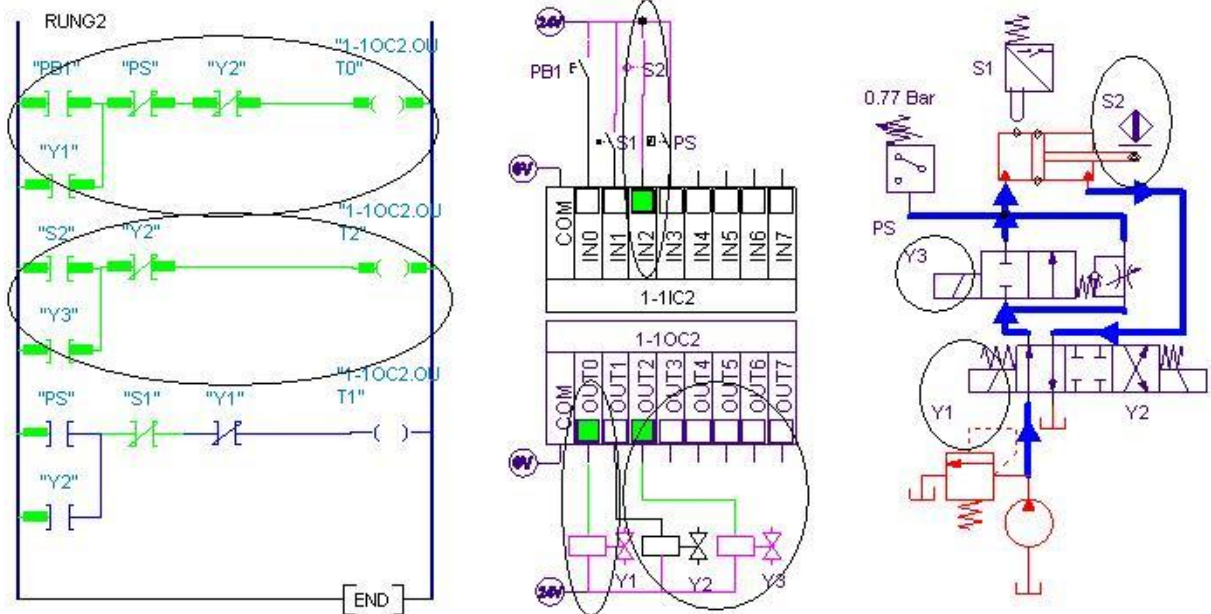 RUNG2
"PB1" "PS" "Y2" "1-1OC2.OU
T0"
"Y1"
"S2" "Y2" "1-1OC2.OU
T2"
"Y3"
"PS" "S1" "Y1" "1-1OC2.OU
T1"
"Y2"
END
24V
PB1
S2
S1
PS
0V
COM IN0 IN1 IN2 IN3 IN4 IN5 IN6 IN7
1-1IC2
1-1OC2
COM OUT0 OUT1 OUT2 OUT3 OUT4 OUT5 OUT6 OUT7
0V
Y1 Y2 Y3
24V
S1
S2
0.77 Bar
PS
Y3
Y1
Y2